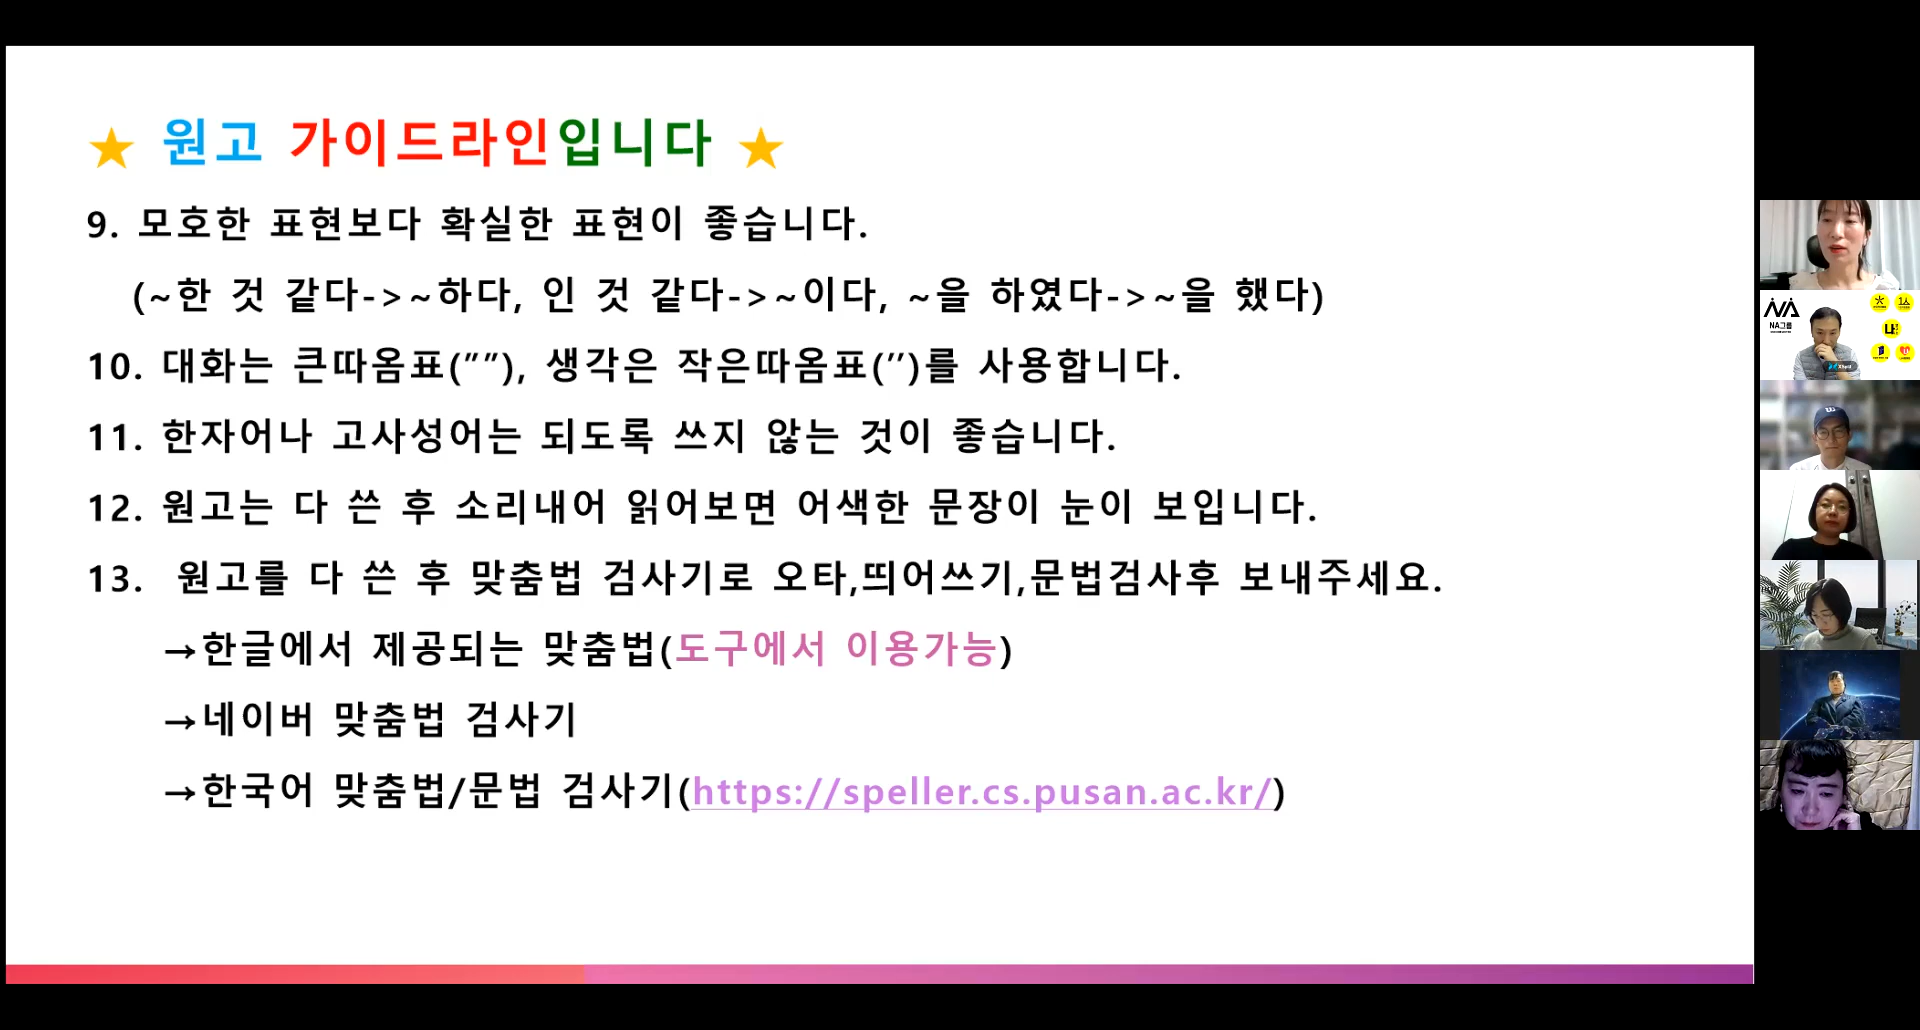 ★ 원고 가이드라인입니다 ★
9. 모호한 표현보다 확실한 표현이 좋습니다.
(~한 것 같다->~하다, 인 것 같다->~이다, ~을 하였다->~을 했다)
10. 대화는 큰따옴표(""), 생각은 작은따옴표('')를 사용합니다.
11. 한자어나 고사성어는 되도록 쓰지 않는 것이 좋습니다.
12. 원고는 다 쓴 후 소리내어 읽어보면 어색한 문장이 눈이 보입니다.
13. 원고를 다 쓴 후 맞춤법 검사기로 오타,띄어쓰기,문법검사후 보내주세요.
→한글에서 제공되는 맞춤법(도구에서 이용가능)
→네이버 맞춤법 검사기
→한국어 맞춤법/문법 검사기(https://speller.cs.pusan.ac.kr/)
NA
NA그룹